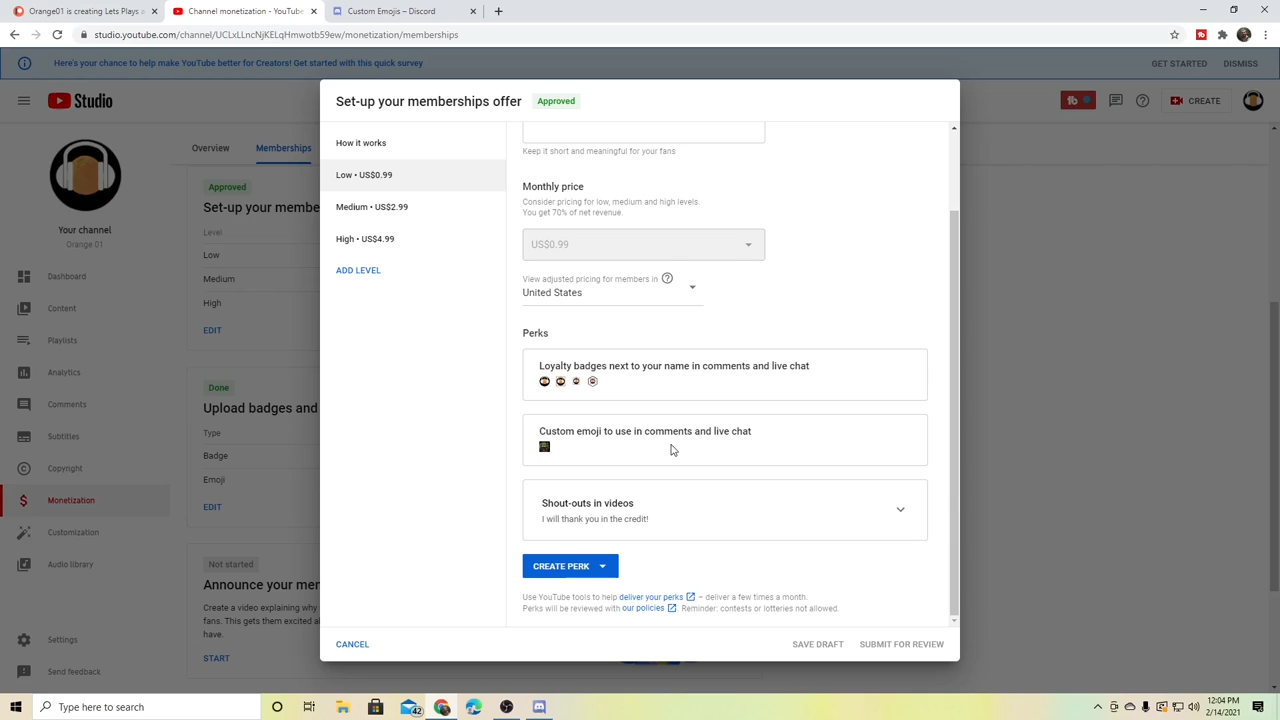 Orange01 is creating Lets Plays a
Channel monetization - YouTube
Custom Emojis – Discord
studio.youtube.com/channel/UCLxLLncNjKELqHmwotb59ew/monetization/memberships
Here's your chance to help make YouTube better for Creators! Get started with this quick survey
GET STARTED
DISMISS
Studio
CREATE
Your channel
Orange 01
Dashboard
Content
Playlists
Analytics
Comments
Subtitles
Copyright
Monetization
Customization
Audio library
Settings
Send feedback
Overview
Memberships
Approved
Set-up your membe
Level
Low
Medium
High
EDIT
Done
Upload badges and
Type
Badge
Emoji
EDIT
Not started
Announce your mem
Create a video explaining why
fans. This gets them excited al
have.
START
Set-up your memberships offer
Approved
How it works
Low • US$0.99
Medium • US$2.99
High • US$4.99
ADD LEVEL
Keep it short and meaningful for your fans
Monthly price
Consider pricing for low, medium and high levels.
You get 70% of net revenue.
US$0.99
View adjusted pricing for members in
United States
Perks
Loyalty badges next to your name in comments and live chat
Custom emoji to use in comments and live chat
Shout-outs in videos
I will thank you in the credit!
CREATE PERK
Use YouTube tools to help deliver your perks – deliver a few times a month.
Perks will be reviewed with our policies Reminder: contests or lotteries not allowed.
CANCEL
SAVE DRAFT
SUBMIT FOR REVIEW
Type here to search
42
12:04 PM
2/14/2021